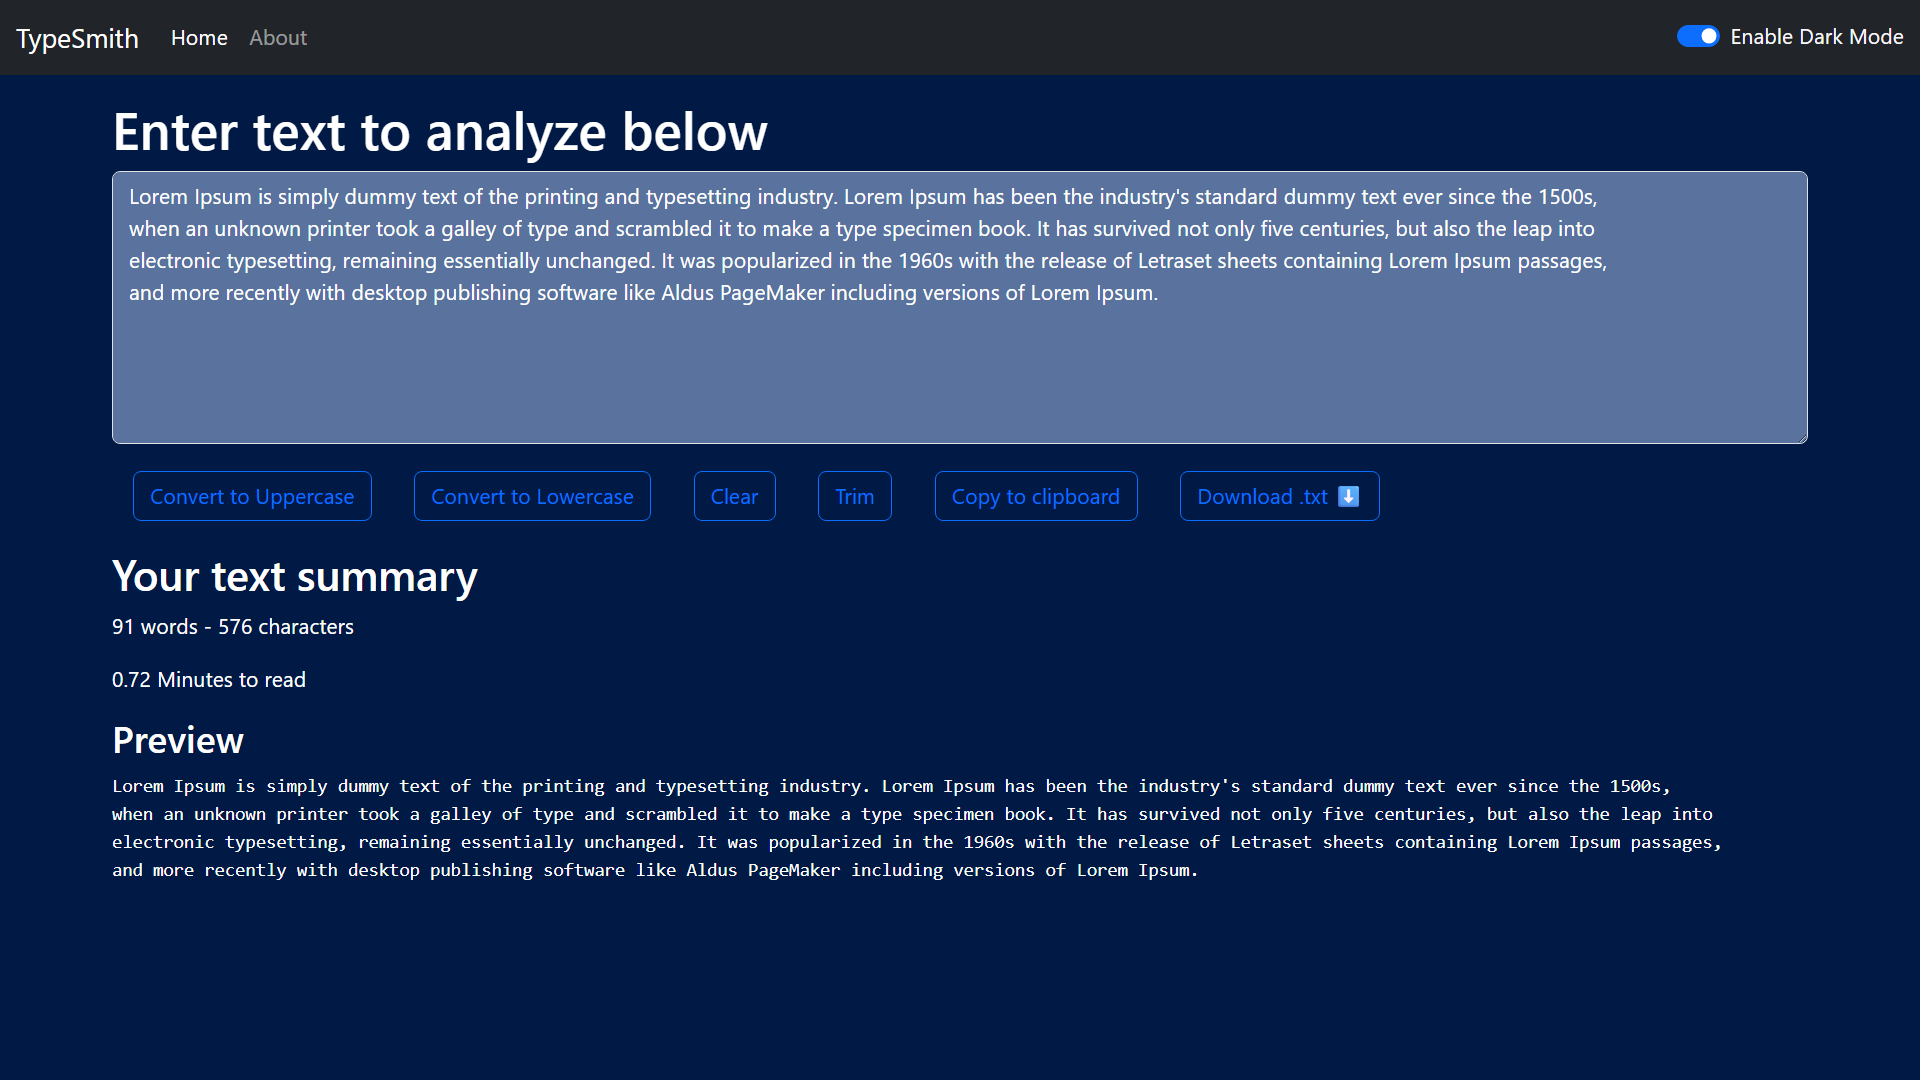 TypeSmith Home About Enable Dark Mode
Enter text to analyze below
Lorem Ipsum is simply dummy text of the printing and typesetting industry. Lorem Ipsum has been the industry's standard dummy text ever since the 1500s,
when an unknown printer took a galley of type and scrambled it to make a type specimen book. It has survived not only five centuries, but also the leap into
electronic typesetting, remaining essentially unchanged. It was popularized in the 1960s with the release of Letraset sheets containing Lorem Ipsum passages,
and more recently with desktop publishing software like Aldus PageMaker including versions of Lorem Ipsum.
Convert to Uppercase Convert to Lowercase Clear Trim Copy to clipboard Download .txt ⬇️
Your text summary
91 words - 576 characters
0.72 Minutes to read
Preview
Lorem Ipsum is simply dummy text of the printing and typesetting industry. Lorem Ipsum has been the industry's standard dummy text ever since the 1500s,
when an unknown printer took a galley of type and scrambled it to make a type specimen book. It has survived not only five centuries, but also the leap into
electronic typesetting, remaining essentially unchanged. It was popularized in the 1960s with the release of Letraset sheets containing Lorem Ipsum passages,
and more recently with desktop publishing software like Aldus PageMaker including versions of Lorem Ipsum.